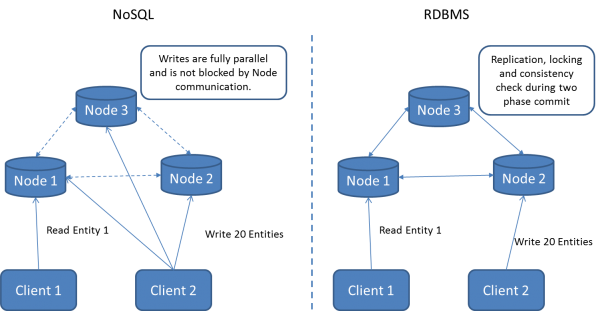 NoSQL
Writes are fully parallel
and is not blocked by Node
communication.
Node 3
Node 1
Node 2
Read Entity 1
Write 20 Entities
Client 1
Client 2
RDBMS
Replication, locking
and consistency
check during two
phase commit
Node 3
Node 1
Node 2
Read Entity 1
Write 20 Entities
Client 1
Client 2